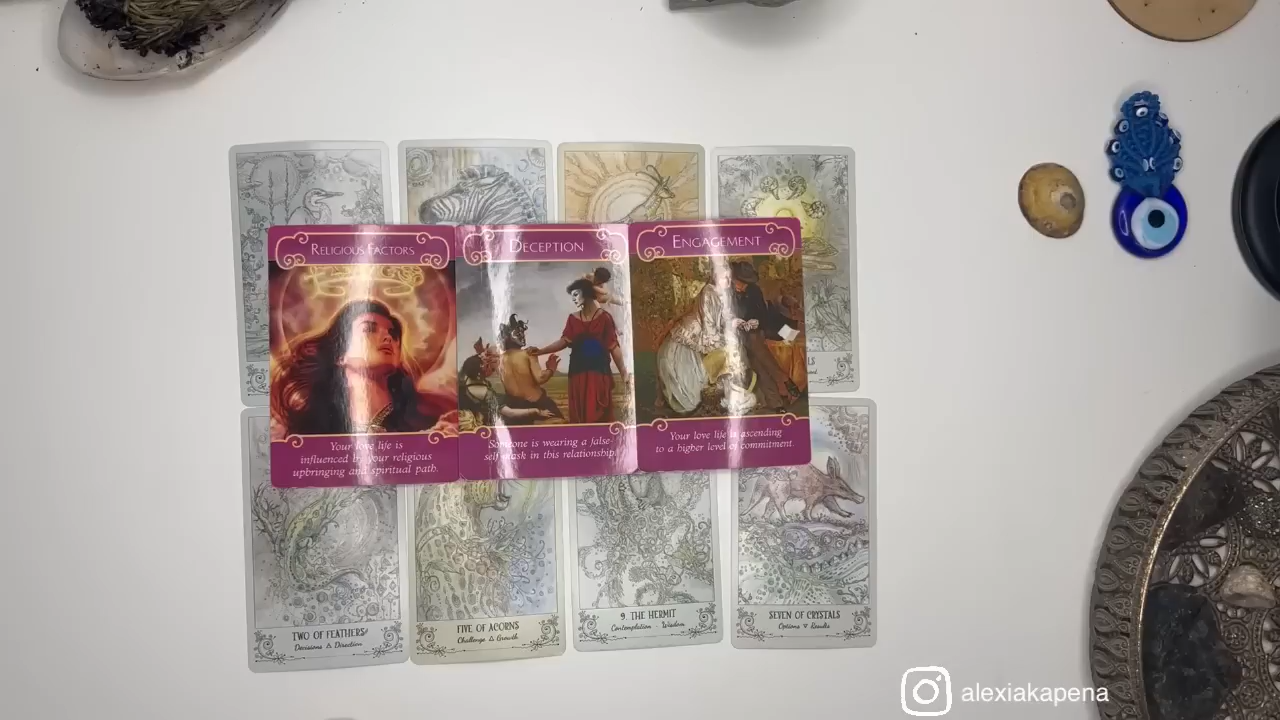 RELIGIOUS FACTORS
DECEPTION
ENGAGEMENT
Your love life is
influenced by your religious
upbringing and spiritual path.
Someone is wearing a false-
self mask in this relationship.
Your love life is ascending
to a higher level of commitment.
TWO OF FEATHERS
Decisions Δ Direction
FIVE OF ACORNS
Challenge Δ Growth
9. THE HERMIT
Contemplation · Wisdom
SEVEN OF CRYSTALS
Options ∇ Results
alexiakapena